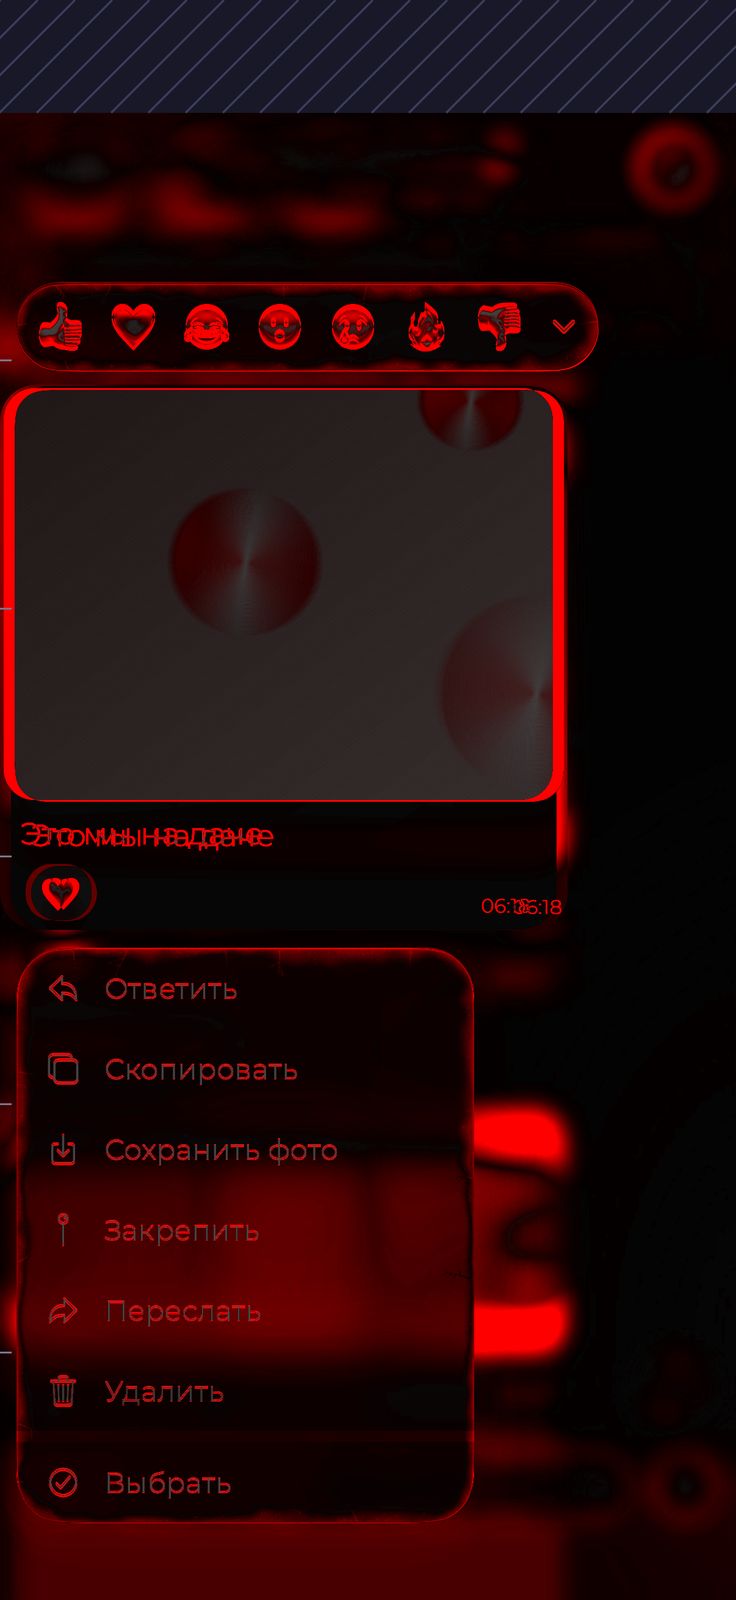 Это мы на даче
06:18
Ответить
Скопировать
Сохранить фото
Закрепить
Переслать
Удалить
Выбрать